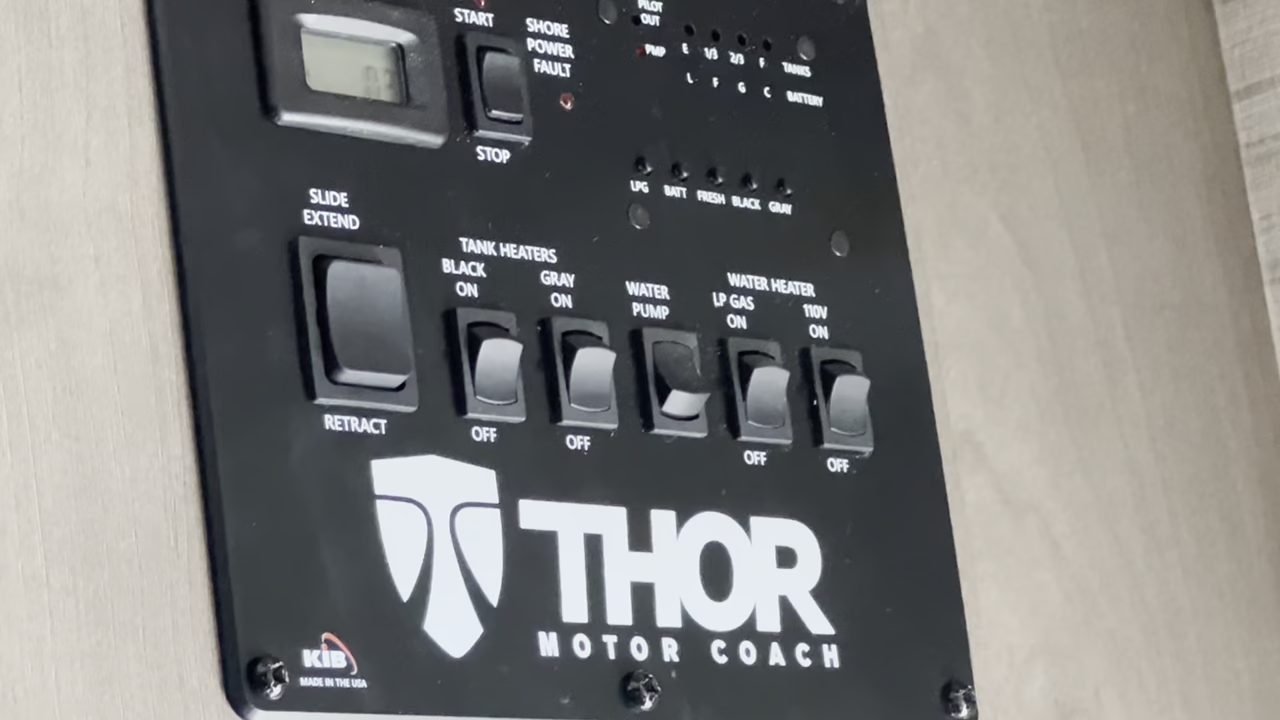 START
SHORE
POWER
FAULT
STOP
PILOT
OUT
PMP
E 1/3 2/3 F TANKS
L F G C BATTERY
LPG BATT FRESH BLACK GRAY
SLIDE
EXTEND
RETRACT
TANK HEATERS
BLACK
ON
OFF
GRAY
ON
OFF
WATER
PUMP
WATER HEATER
LP GAS
ON
OFF
110V
ON
OFF
THOR
MOTOR COACH
KIB
MADE IN THE USA